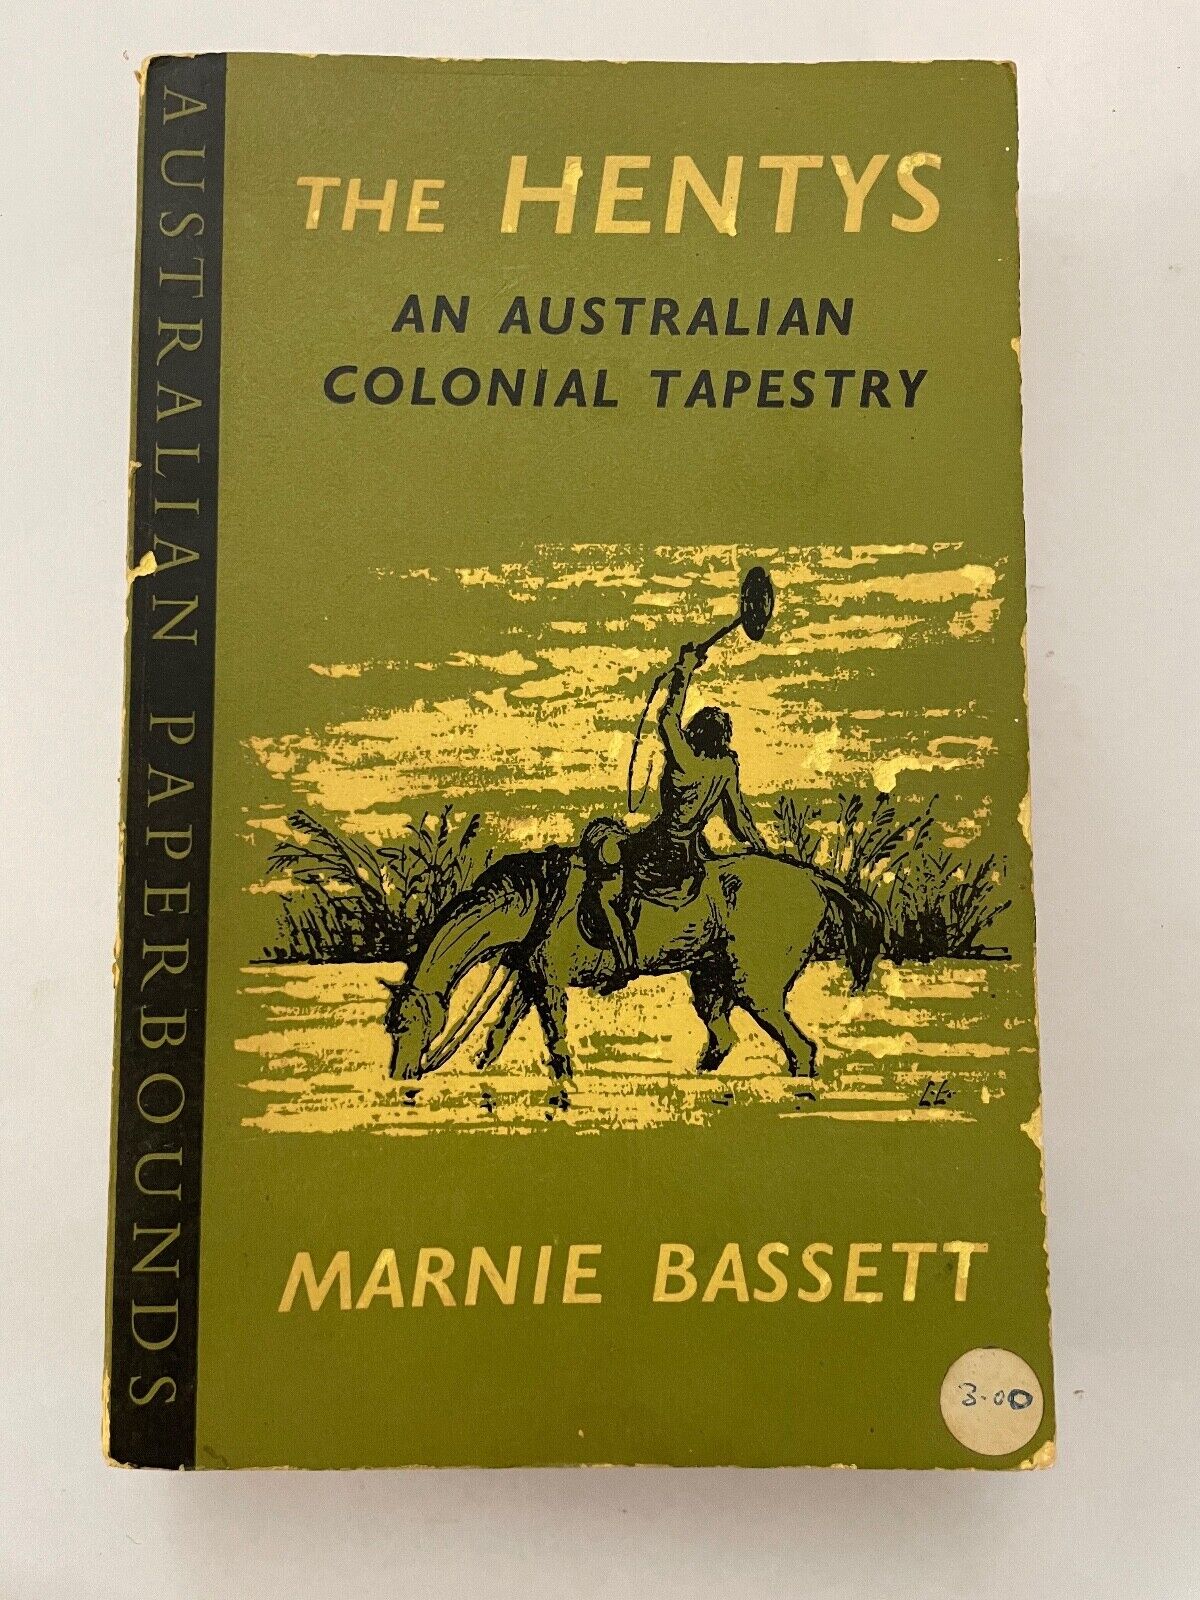 AUSTRALIAN PAPERBOUNDS
THE HENTYS
AN AUSTRALIAN
COLONIAL TAPESTRY
MARNIE BASSETT
3.00